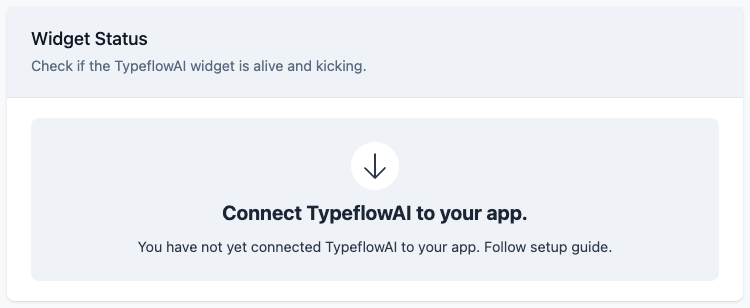 Widget Status
Check if the TypeflowAI widget is alive and kicking.
Connect TypeflowAI to your app.
You have not yet connected TypeflowAI to your app. Follow setup guide.